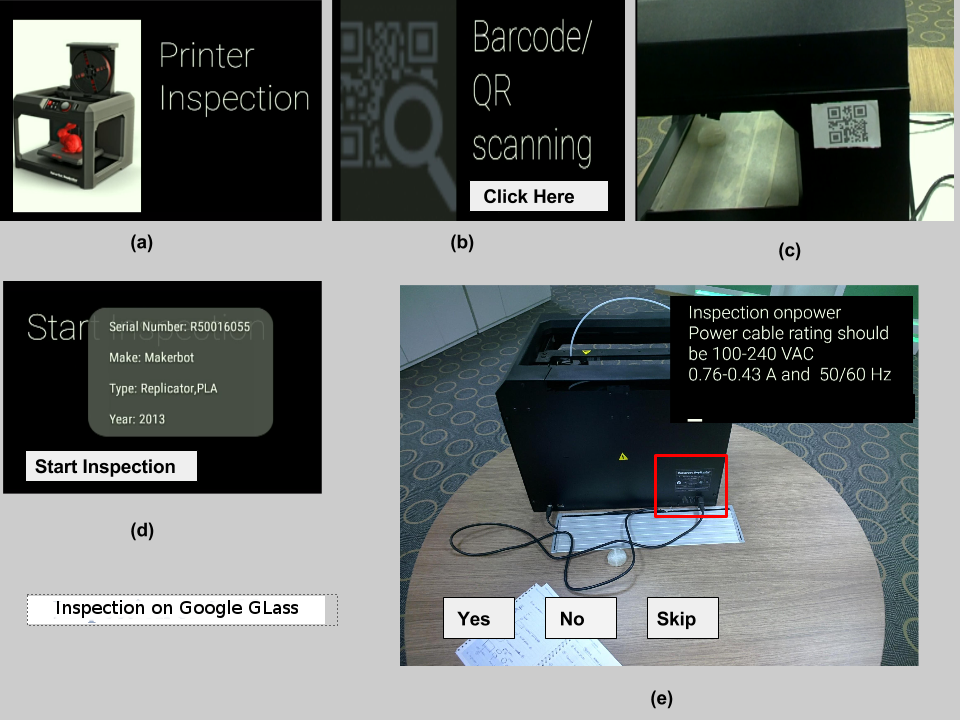 Printer
Inspection
(a)
Barcode/
QR
scanning
Click Here
(b)
(c)
Start Inspection
Serial Number: R50016055
Make: Makerbot
Type: Replicator,PLA
Year: 2013
Start Inspection
(d)
Inspection on Google GLass
Inspection onpower
Power cable rating should
be 100-240 VAC
0.76-0.43 A and 50/60 Hz
Yes
No
Skip
(e)